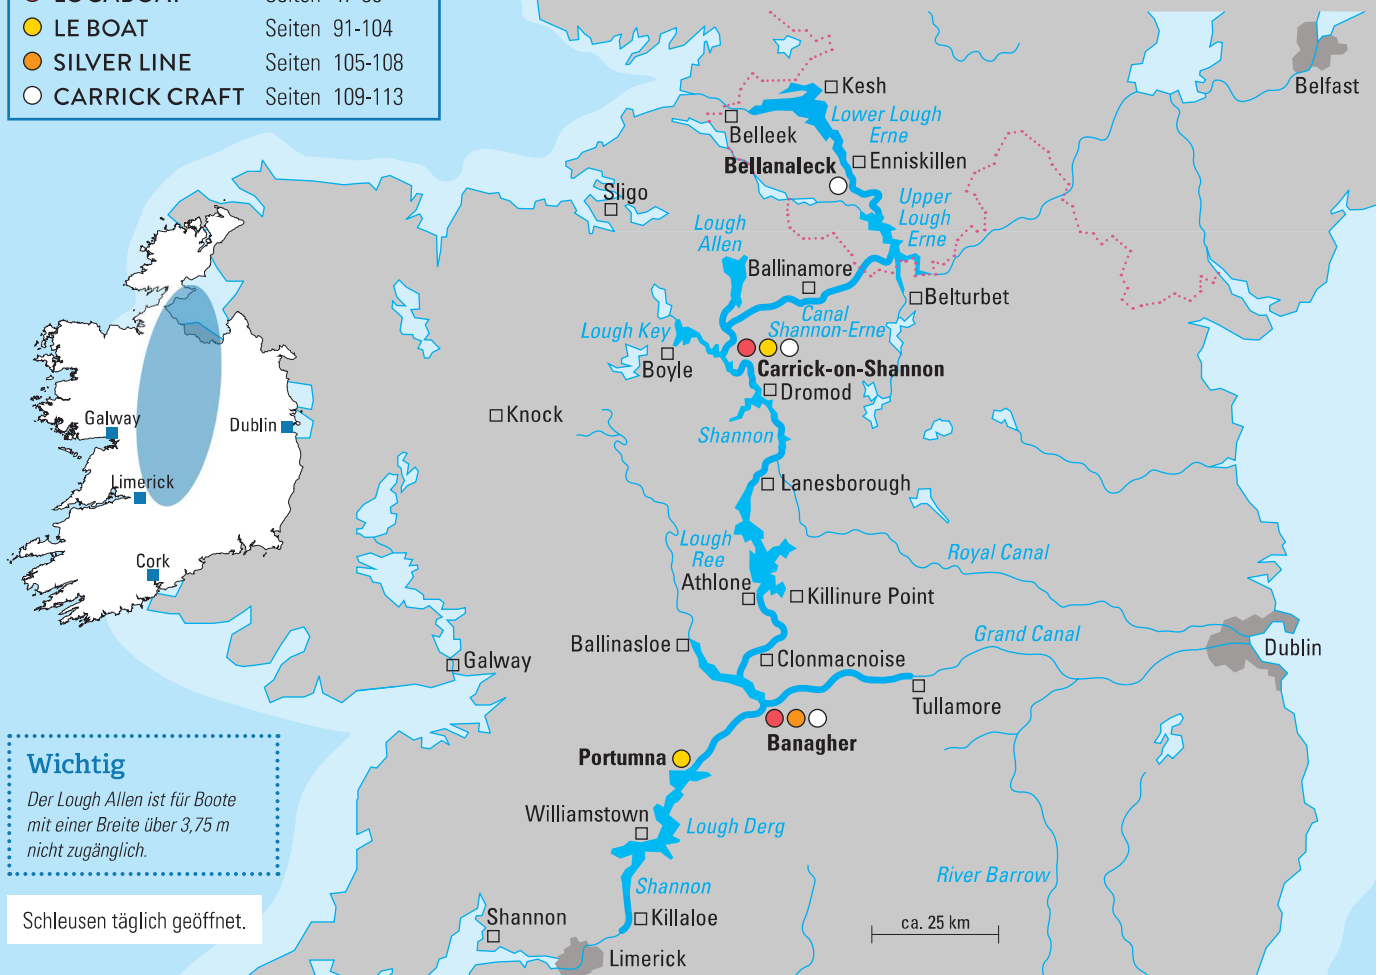 LE BOAT Seiten 91-104
SILVER LINE Seiten 105-108
CARRICK CRAFT Seiten 109-113
Belfast
Kesh
Lower Lough
Erne
Belleek
Enniskillen
Bellanaleck
Sligo
Upper
Lough
Erne
Lough
Allen
Ballinamore
Belturbet
Canal
Shannon-Erne
Lough Key
Boyle
Carrick-on-Shannon
Dromod
Knock
Shannon
Lanesborough
Lough
Ree
Royal Canal
Athlone
Killinure Point
Grand Canal
Dublin
Ballinasloe
Clonmacnoise
Galway
Tullamore
Banagher
Portumna
Williamstown
Lough Derg
River Barrow
Shannon
Killaloe
Shannon
Limerick
ca. 25 km
Galway
Dublin
Limerick
Cork
Wichtig
Der Lough Allen ist für Boote
mit einer Breite über 3,75 m
nicht zugänglich.
Schleusen täglich geöffnet.